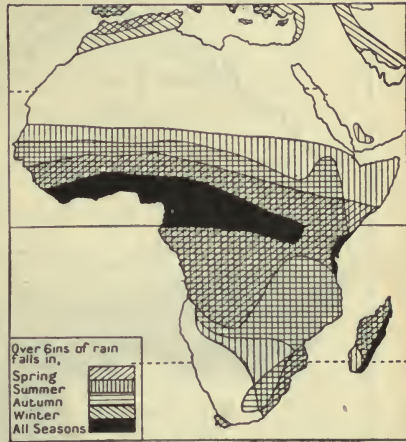 Over 6ins of rain
falls in,
Spring
Summer
Autumn
Winter
All Seasons